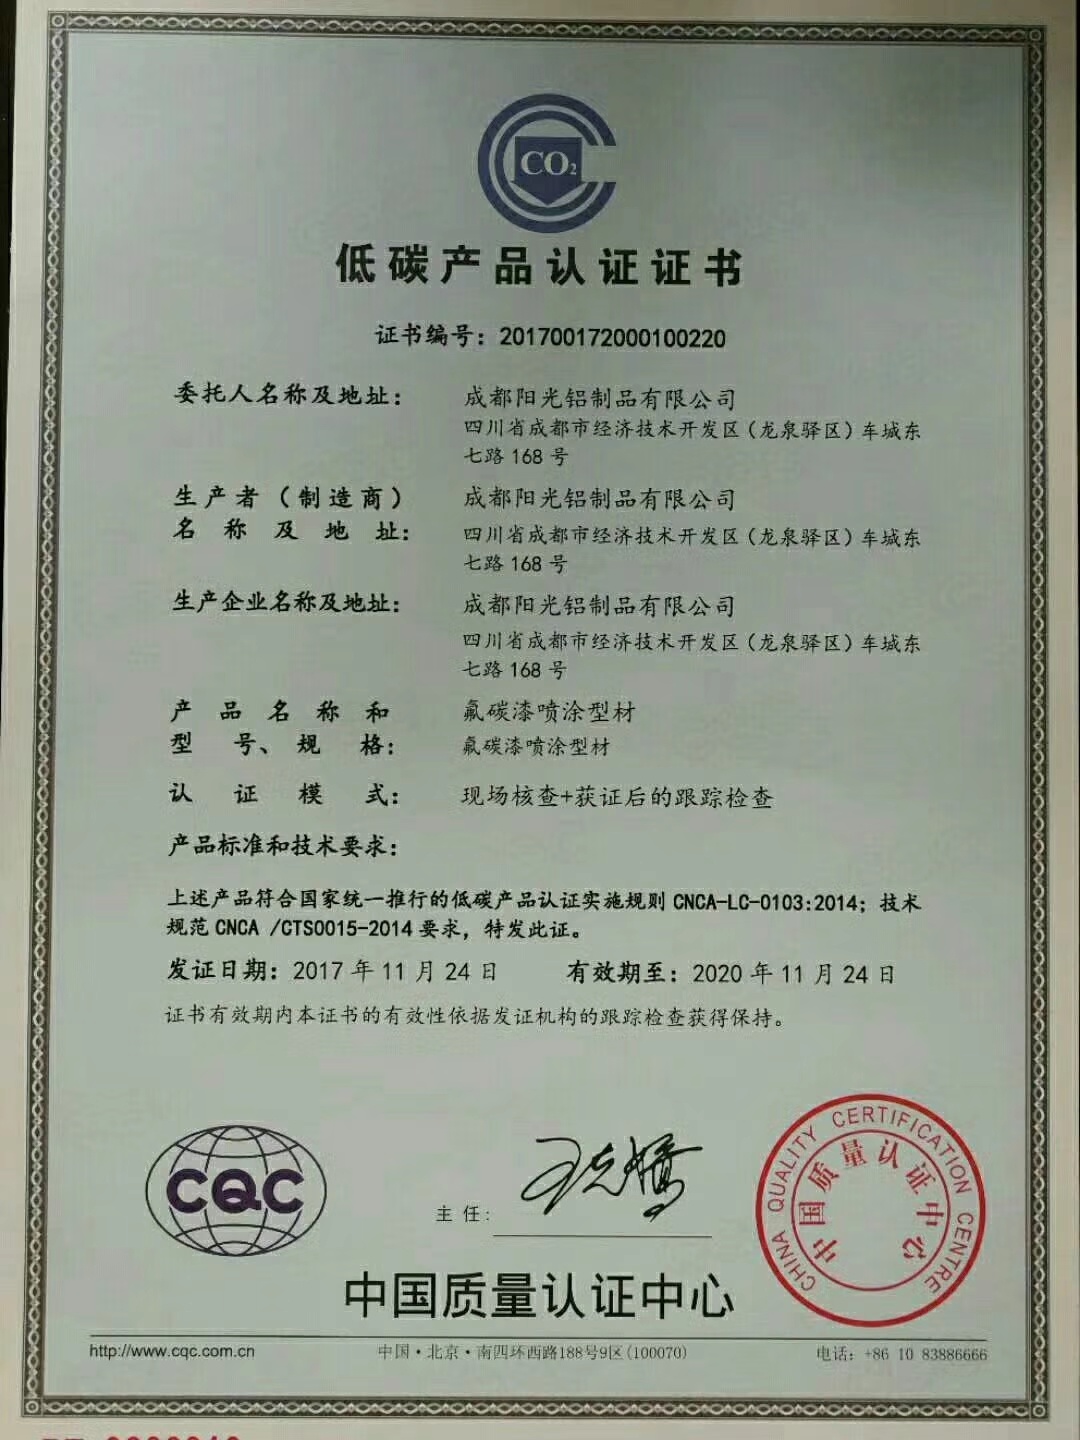 CO2
低碳产品认证证书
证书编号：201700172000100220
委托人名称及地址：
成都阳光铝制品有限公司
四川省成都市经济技术开发区（龙泉驿区）车城东
七路168号
生产者（制造商）
名称及地址：
成都阳光铝制品有限公司
四川省成都市经济技术开发区（龙泉驿区）车城东
七路168号
生产企业名称及地址：
成都阳光铝制品有限公司
四川省成都市经济技术开发区（龙泉驿区）车城东
七路168号
产品名称和
型号、规格：
氟碳漆喷涂型材
氟碳漆喷涂型材
认证模式：
现场核查+获证后的跟踪检查
产品标准和技术要求：
上述产品符合国家统一推行的低碳产品认证实施规则CNCA-LC-0103:2014；技术
规范CNCA /CTS0015-2014要求，特发此证。
发证日期：2017年11月24日 有效期至：2020年11月24日
证书有效期内本证书的有效性依据发证机构的跟踪检查获得保持。
CQC
主任：
CHINA QUALITY CERTIFICATION CENTRE
中国质量认证中心
中国质量认证中心
http://www.cqc.com.cn
中国·北京·南四环西路188号9区(100070)
电话：+86 10 83886666